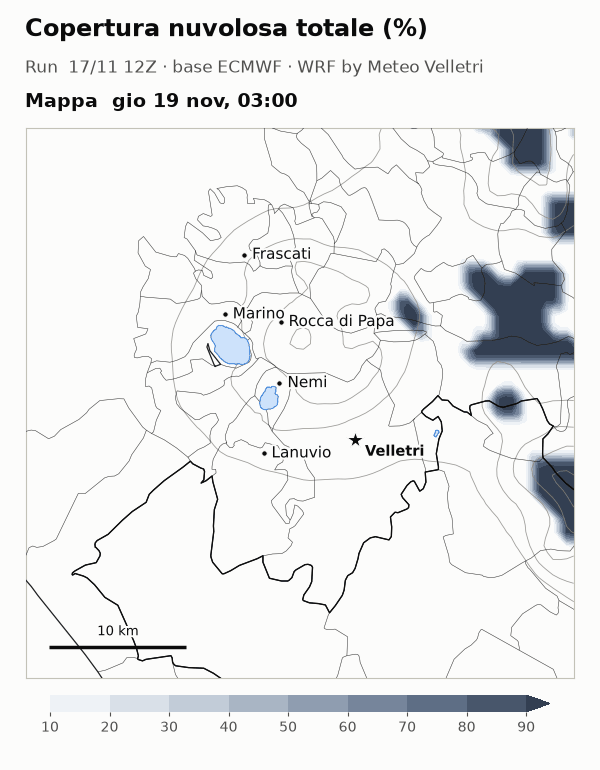 Copertura nuvolosa totale (%)
Run  17/11 12Z · base ECMWF · WRF by Meteo Velletri
Mappa  gio 19 nov, 03:00
Frascati
Marino
Rocca di Papa
Nemi
Velletri
Lanuvio
10 km
10 20 30 40 50 60 70 80 90